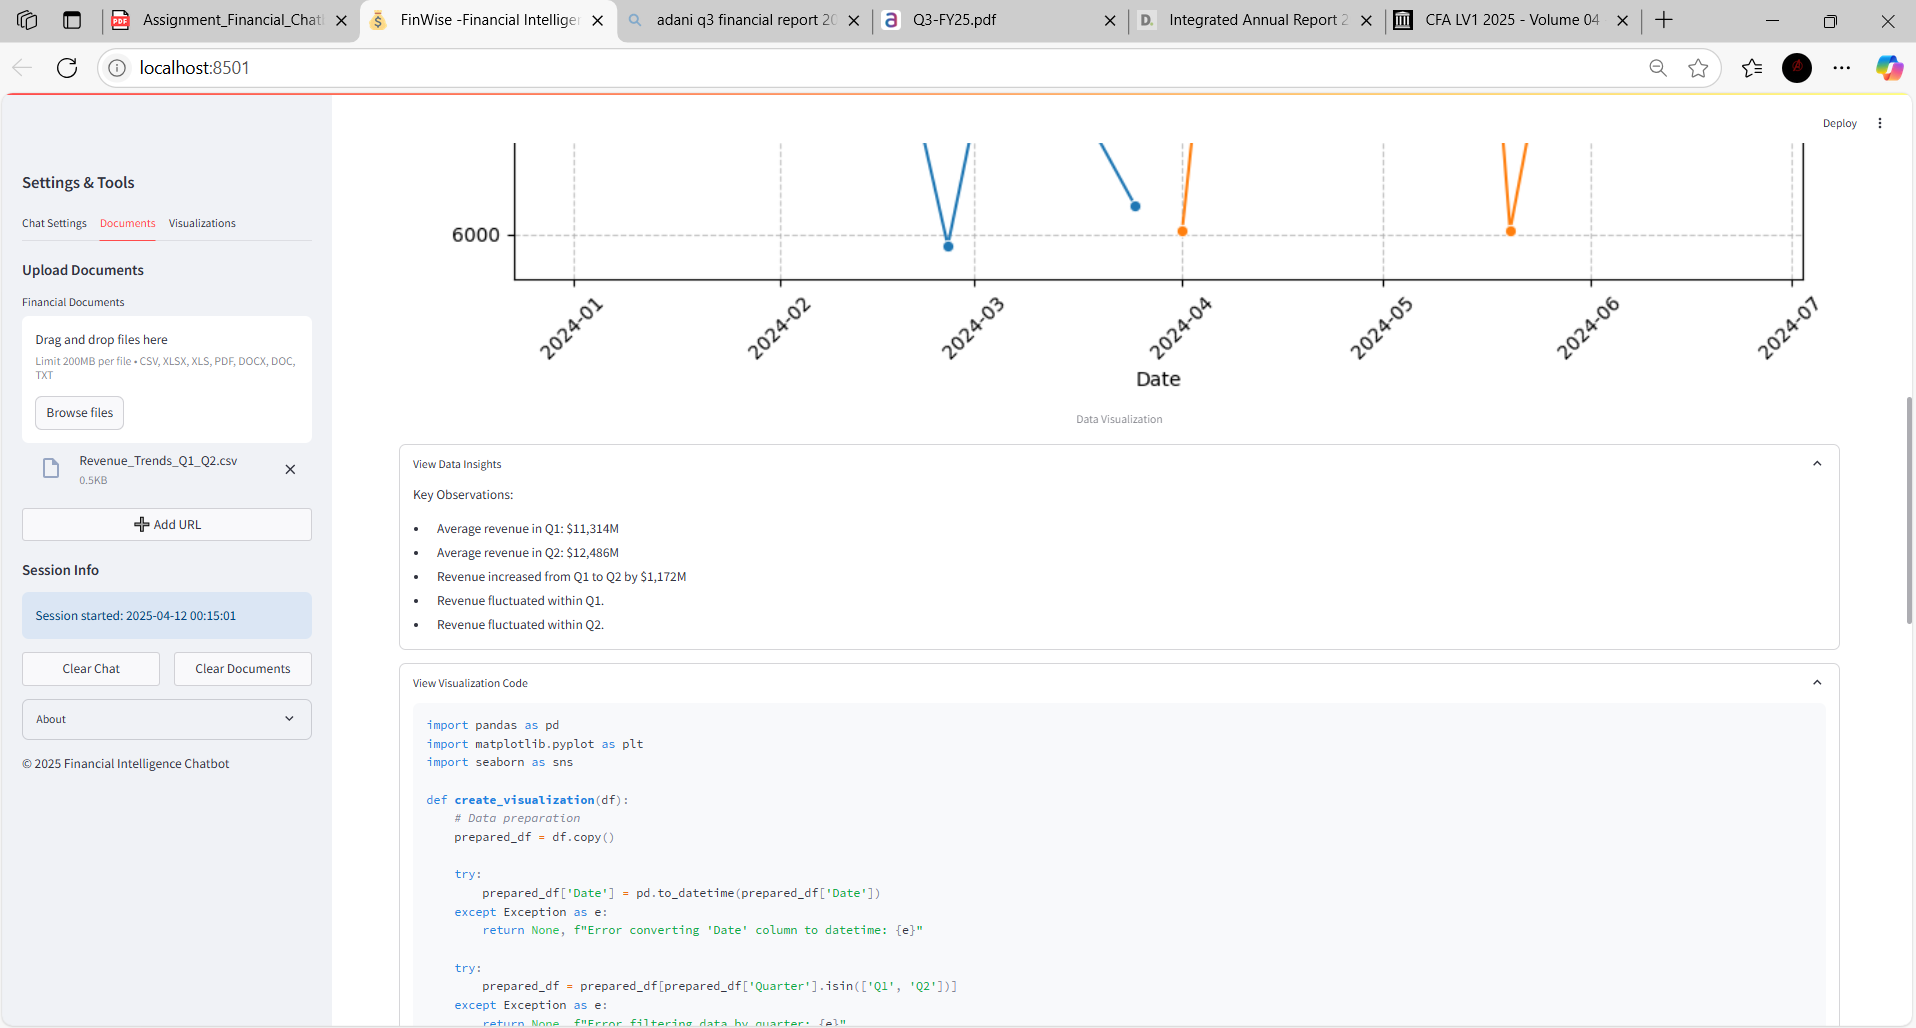 Assignment_Financial_Chat
FinWise -Financial Intelligen
adani q3 financial report 20
Q3-FY25.pdf
Integrated Annual Report 2
CFA LV1 2025 - Volume 04
localhost:8501
Deploy
Settings & Tools
Chat Settings
Documents
Visualizations
Upload Documents
Financial Documents
Drag and drop files here
Limit 200MB per file • CSV, XLSX, XLS, PDF, DOCX, DOC,
TXT
Browse files
Revenue_Trends_Q1_Q2.csv
0.5KB
Add URL
Session Info
Session started: 2025-04-12 00:15:01
Clear Chat
Clear Documents
About
© 2025 Financial Intelligence Chatbot
6000
2024-01
2024-02
2024-03
2024-04
2024-05
2024-06
2024-07
Date
Data Visualization
View Data Insights
Key Observations:
• Average revenue in Q1: $11,314M
• Average revenue in Q2: $12,486M
• Revenue increased from Q1 to Q2 by $1,172M
• Revenue fluctuated within Q1.
• Revenue fluctuated within Q2.
View Visualization Code
import pandas as pd
import matplotlib.pyplot as plt
import seaborn as sns
def create_visualization(df):
# Data preparation
prepared_df = df.copy()
try:
prepared_df['Date'] = pd.to_datetime(prepared_df['Date'])
except Exception as e:
return None, f"Error converting 'Date' column to datetime: {e}"
try:
prepared_df = prepared_df[prepared_df['Quarter'].isin(['Q1', 'Q2'])]
except Exception as e:
return None, f"Error filtering data by quarter: {e}"